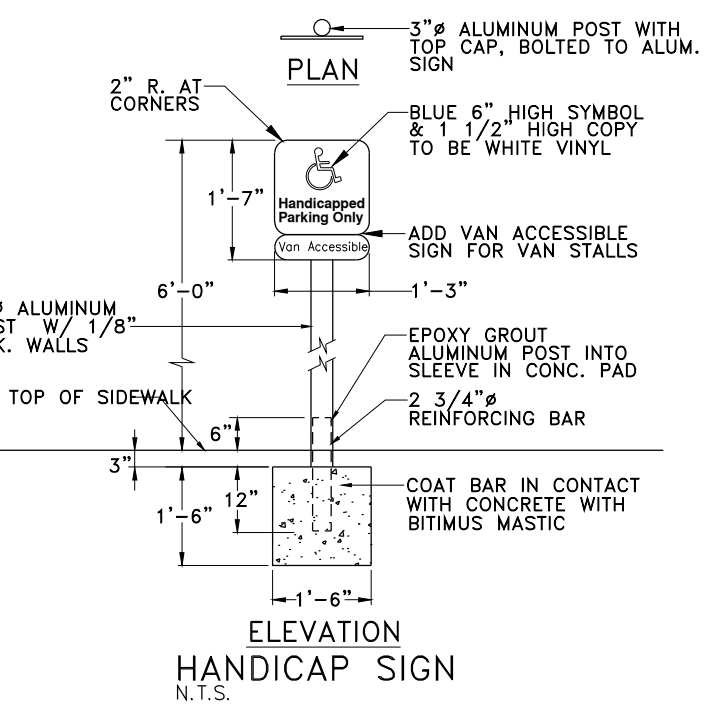 3"ø ALUMINUM POST WITH
TOP CAP, BOLTED TO ALUM.
SIGN
PLAN
2" R. AT
CORNERS
BLUE 6" HIGH SYMBOL
& 1 1/2" HIGH COPY
TO BE WHITE VINYL
1'-7"
Handicapped
Parking Only
Van Accessible
ADD VAN ACCESSIBLE
SIGN FOR VAN STALLS
6'-0"
1'-3"
ø ALUMINUM
ST W/ 1/8"
K. WALLS
EPOXY GROUT
ALUMINUM POST INTO
SLEEVE IN CONC. PAD
TOP OF SIDEWALK
2 3/4"ø
REINFORCING BAR
6"
3"
12"
1'-6"
COAT BAR IN CONTACT
WITH CONCRETE WITH
BITIMUS MASTIC
1'-6"
ELEVATION
HANDICAP SIGN
N.T.S.